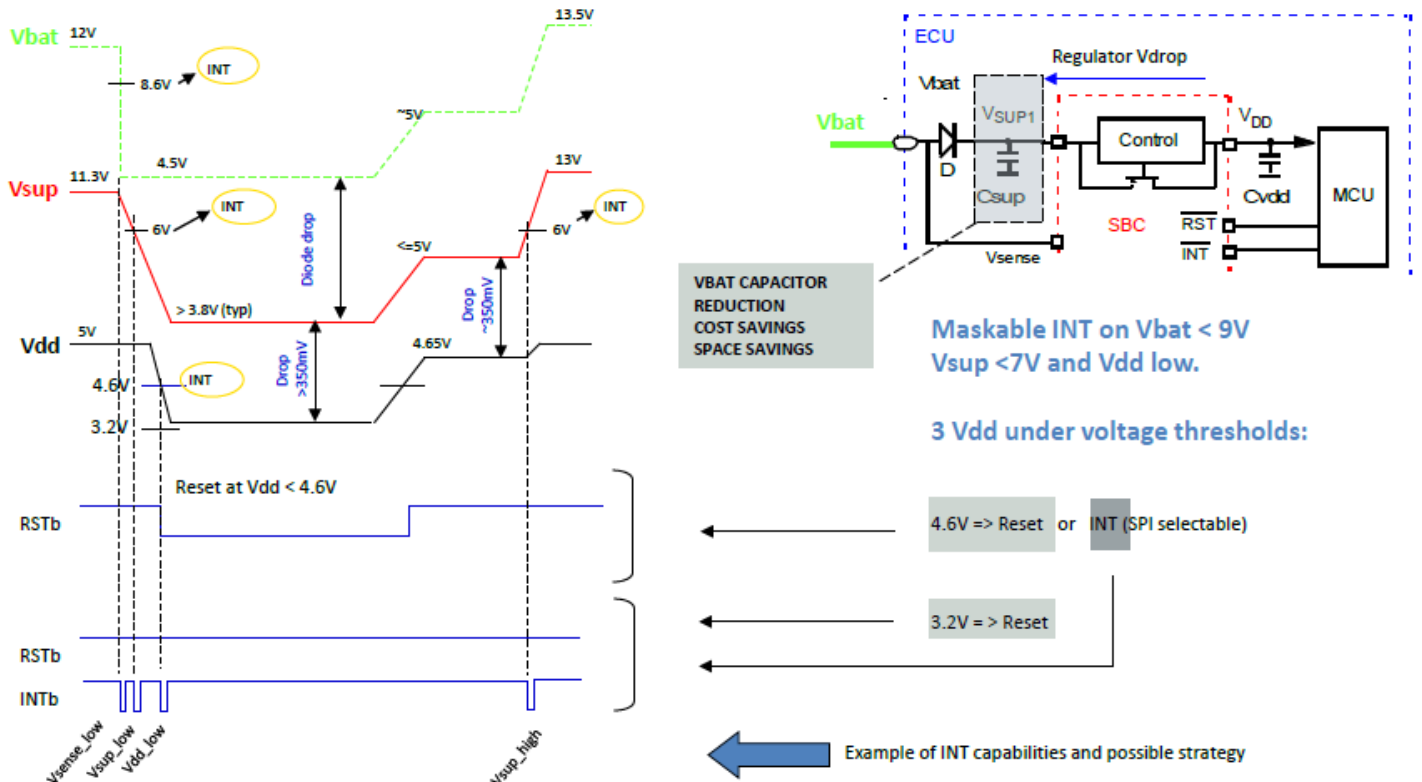 13.5V
Vbat
12V
8.6V
INT
~5V
4.5V
Vsup
11.3V
INT
6V
13V
INT
6V
Diode drop
<=5V
> 3.8V (typ)
Drop
~350mV
Drop
>350mV
5V
Vdd
4.65V
4.6V
INT
3.2V
Reset at Vdd < 4.6V
RSTb
RSTb
INTb
Vsense_low
Vsup_low
Vdd_low
Vsup_high
ECU
Regulator Vdrop
Vbat
Vbat
VSUP1
Control
VDD
D
Csup
SBC
Cvdd
MCU
RST
INT
Vsense
VBAT CAPACITOR
REDUCTION
COST SAVINGS
SPACE SAVINGS
Maskable INT on Vbat < 9V
Vsup <7V and Vdd low.
3 Vdd under voltage thresholds:
4.6V => Reset or INT (SPI selectable)
3.2V = > Reset
Example of INT capabilities and possible strategy